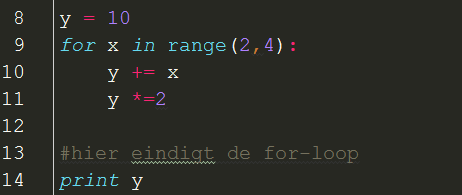 8 y = 10
9 for x in range(2,4):
10 y += x
11 y *=2
12
13 #hier eindigt de for-loop
14 print y